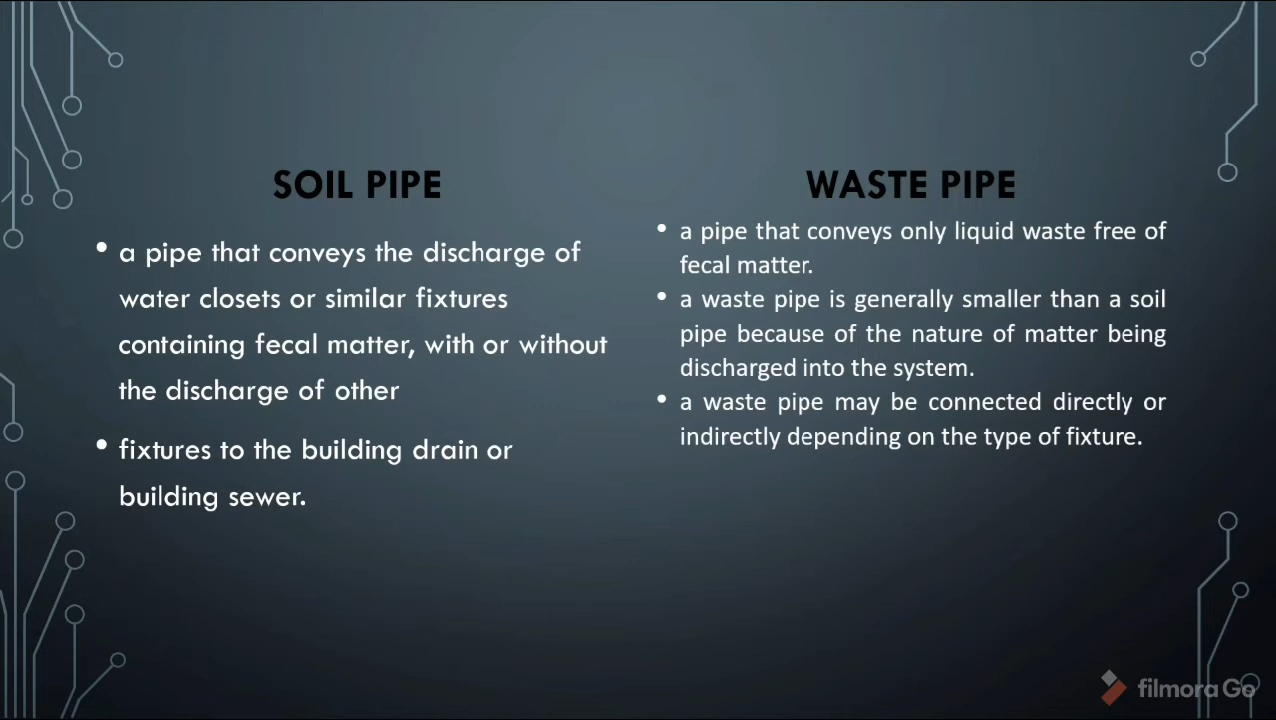 SOIL PIPE
• a pipe that conveys the discharge of
water closets or similar fixtures
containing fecal matter, with or without
the discharge of other
• fixtures to the building drain or
building sewer.
WASTE PIPE
• a pipe that conveys only liquid waste free of
fecal matter.
• a waste pipe is generally smaller than a soil
pipe because of the nature of matter being
discharged into the system.
• a waste pipe may be connected directly or
indirectly depending on the type of fixture.
filmoraGo